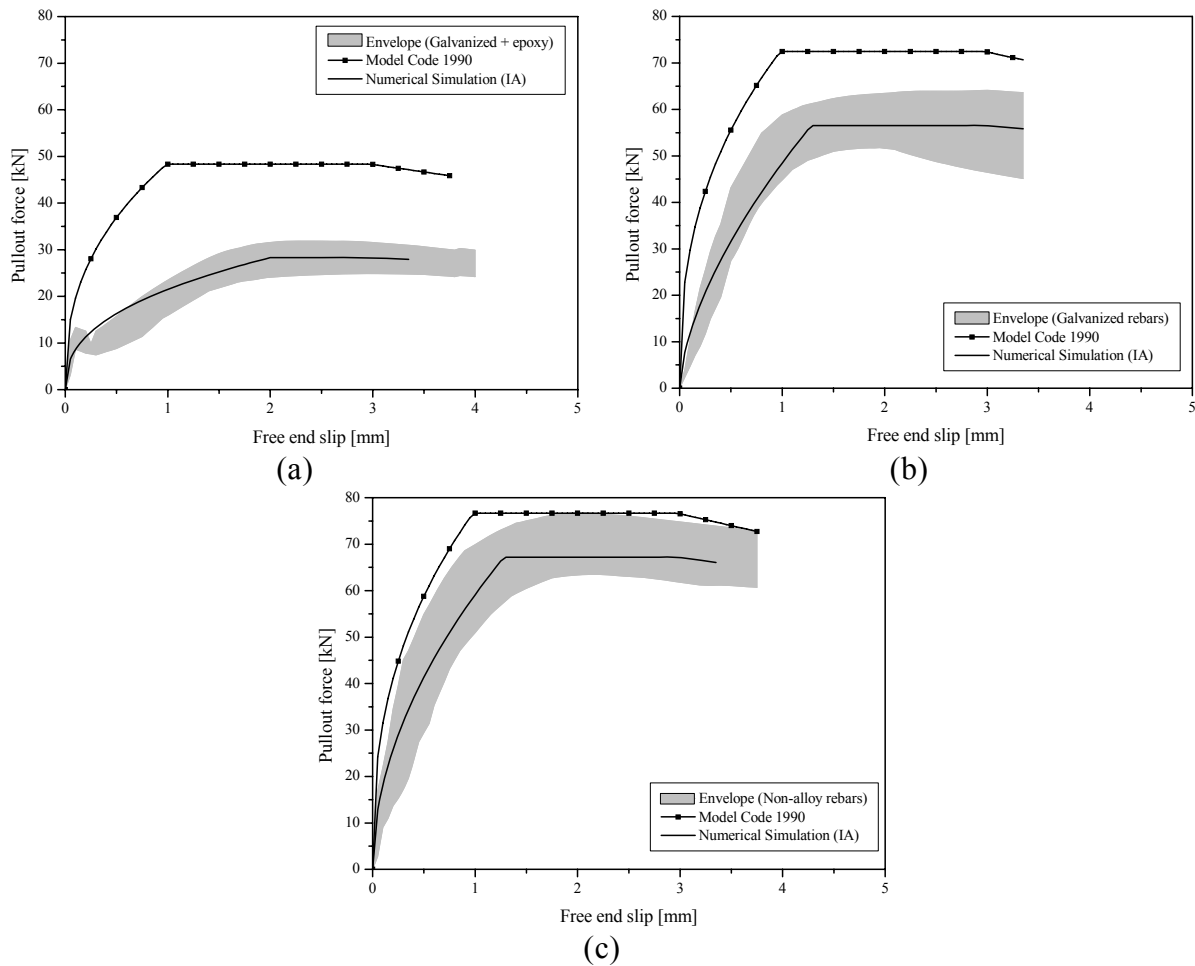 80
70
60
50
40
30
20
10
0
Pullout force [kN]
Envelope (Galvanized + epoxy)
Model Code 1990
Numerical Simulation (IA)
0 1 2 3 4 5
Free end slip [mm]
(a)
80
70
60
50
40
30
20
10
0
Pullout force [kN]
Envelope (Galvanized rebars)
Model Code 1990
Numerical Simulation (IA)
0 1 2 3 4 5
Free end slip [mm]
(b)
80
70
60
50
40
30
20
10
0
Pullout force [kN]
Envelope (Non-alloy rebars)
Model Code 1990
Numerical Simulation (IA)
0 1 2 3 4 5
Free end slip [mm]
(c)